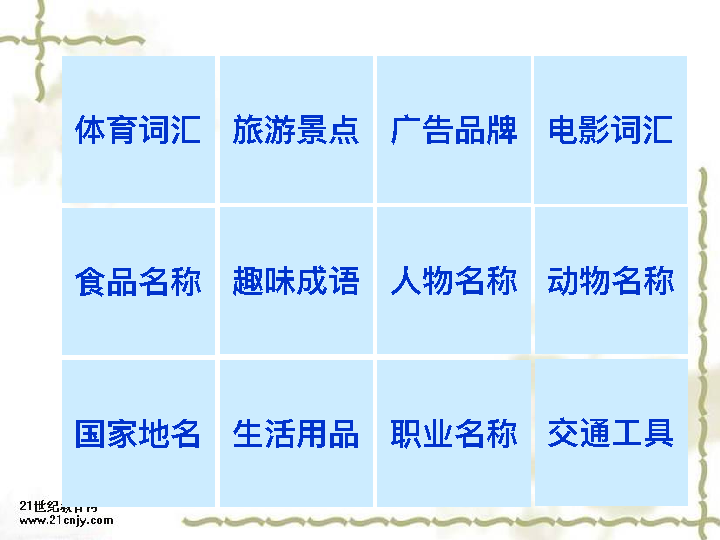 体育词汇 旅游景点 广告品牌 电影词汇
食品名称 趣味成语 人物名称 动物名称
国家地名 生活用品 职业名称 交通工具
21世纪教育网
www.21cnjy.com